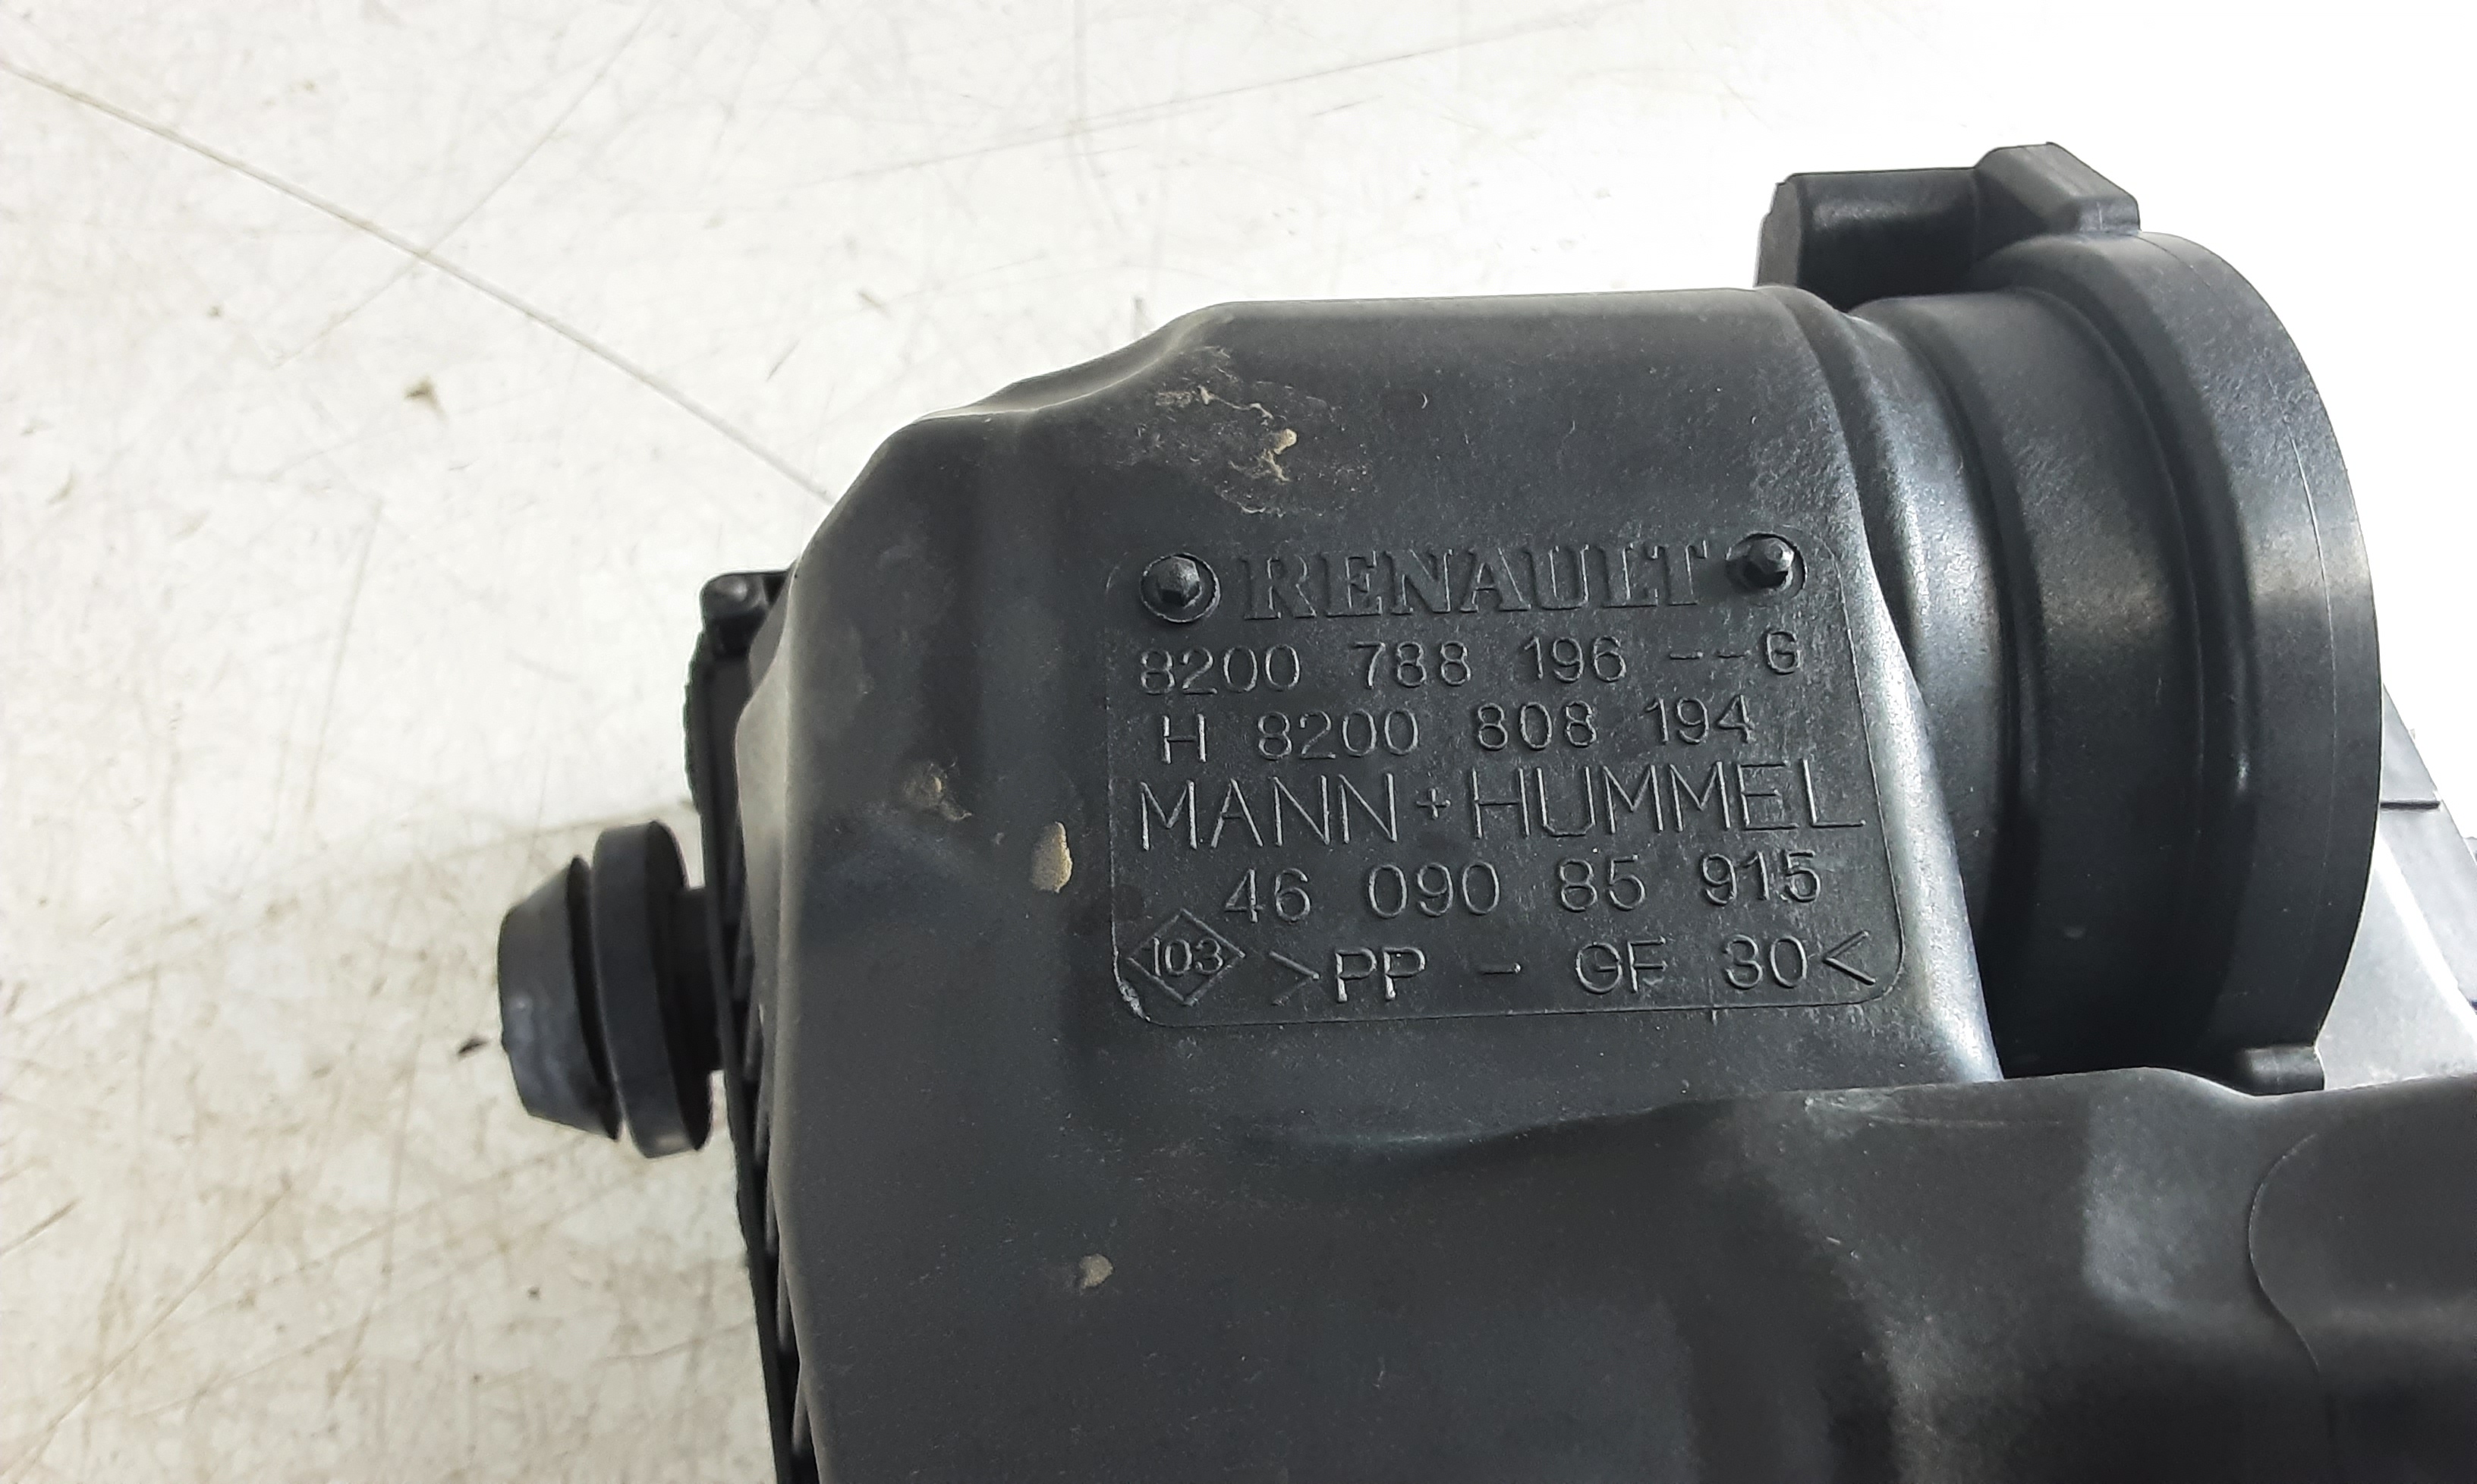 RENAULT
8200 788 196 --G
H 8200 808 194
MANN+HUMMEL
46 090 85 915
103 >PP - GF 30<